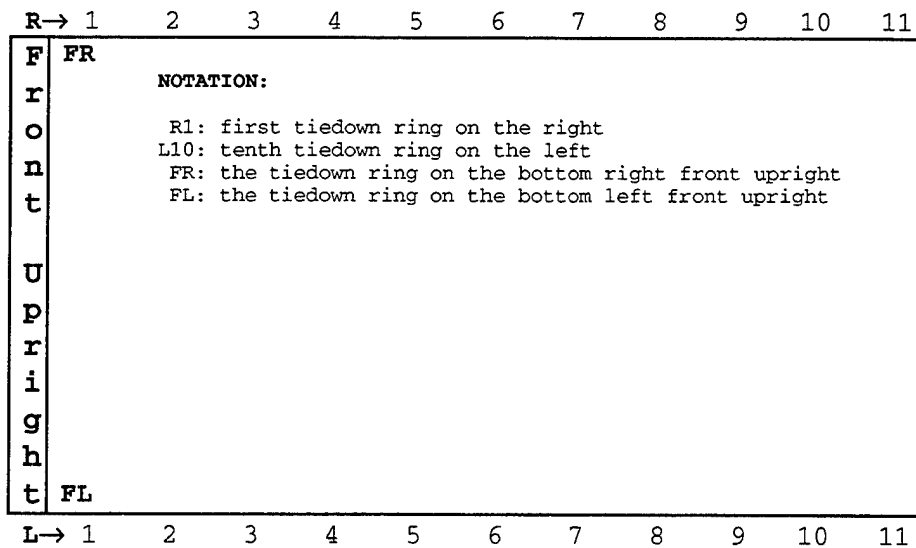 R→ 1 2 3 4 5 6 7 8 9 10 11
Front Upright
FR
NOTATION:
R1: first tiedown ring on the right
L10: tenth tiedown ring on the left
FR: the tiedown ring on the bottom right front upright
FL: the tiedown ring on the bottom left front upright
FL
L→ 1 2 3 4 5 6 7 8 9 10 11